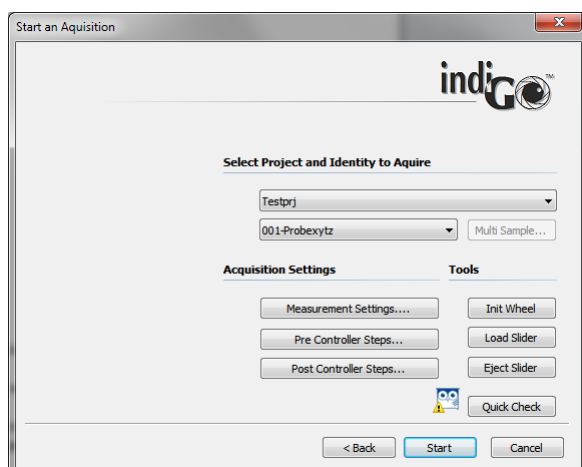 Start an Aquisition
indiGo™
Select Project and Identity to Aquire
Testprj
001-Probexytz
Multi Sample...
Acquisition Settings
Tools
Measurement Settings....
Init Wheel
Pre Controller Steps...
Load Slider
Post Controller Steps...
Eject Slider
Quick Check
< Back
Start
Cancel